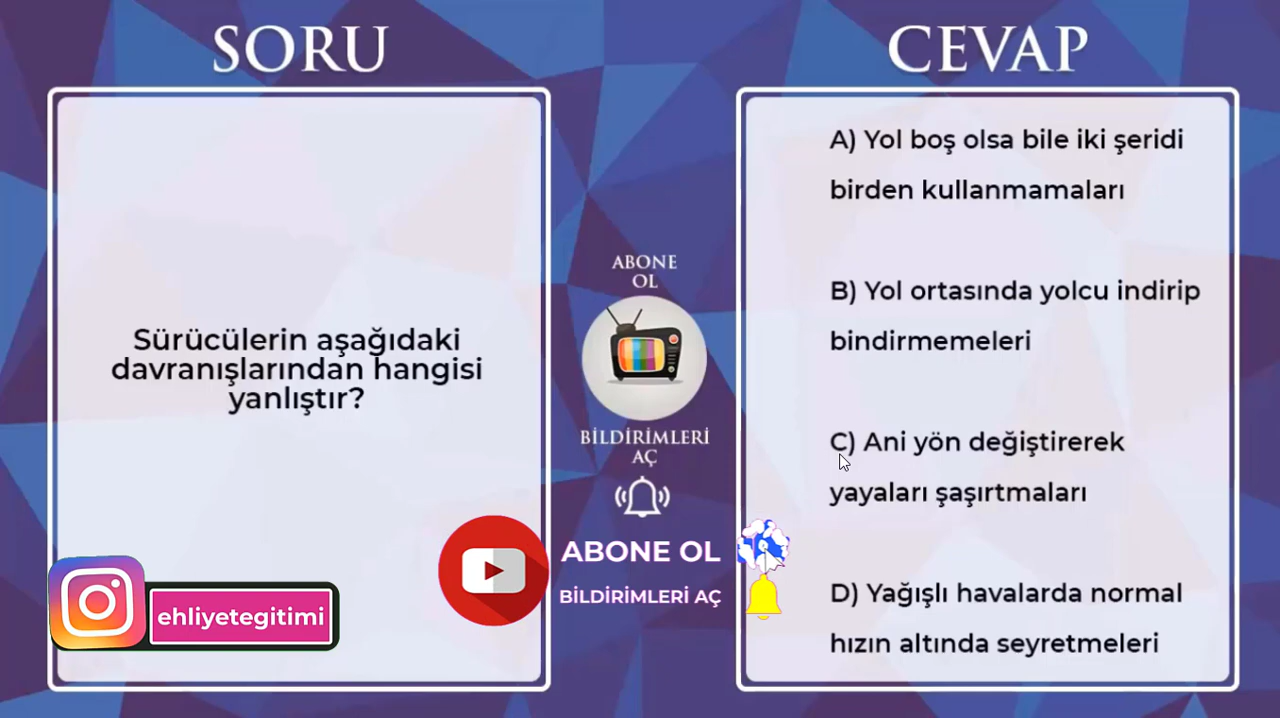 SORU
Sürücülerin aşağıdaki
davranışlarından hangisi
yanlıştır?
ehliyetegitimi
ABONE
OL
BİLDİRİMLERİ
AÇ
ABONE OL
BİLDİRİMLERİ AÇ
CEVAP
A) Yol boş olsa bile iki şeridi
birden kullanmamaları
B) Yol ortasında yolcu indirip
bindirmemeleri
C) Ani yön değiştirerek
yayaları şaşırtmaları
D) Yağışlı havalarda normal
hızın altında seyretmeleri